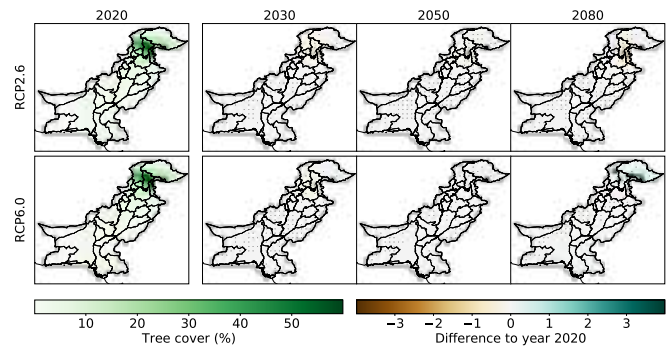 2020 2030 2050 2080
RCP2.6
RCP6.0
10 20 30 40 50 −3 −2 −1 0 1 2 3
Tree cover (%) Difference to year 2020